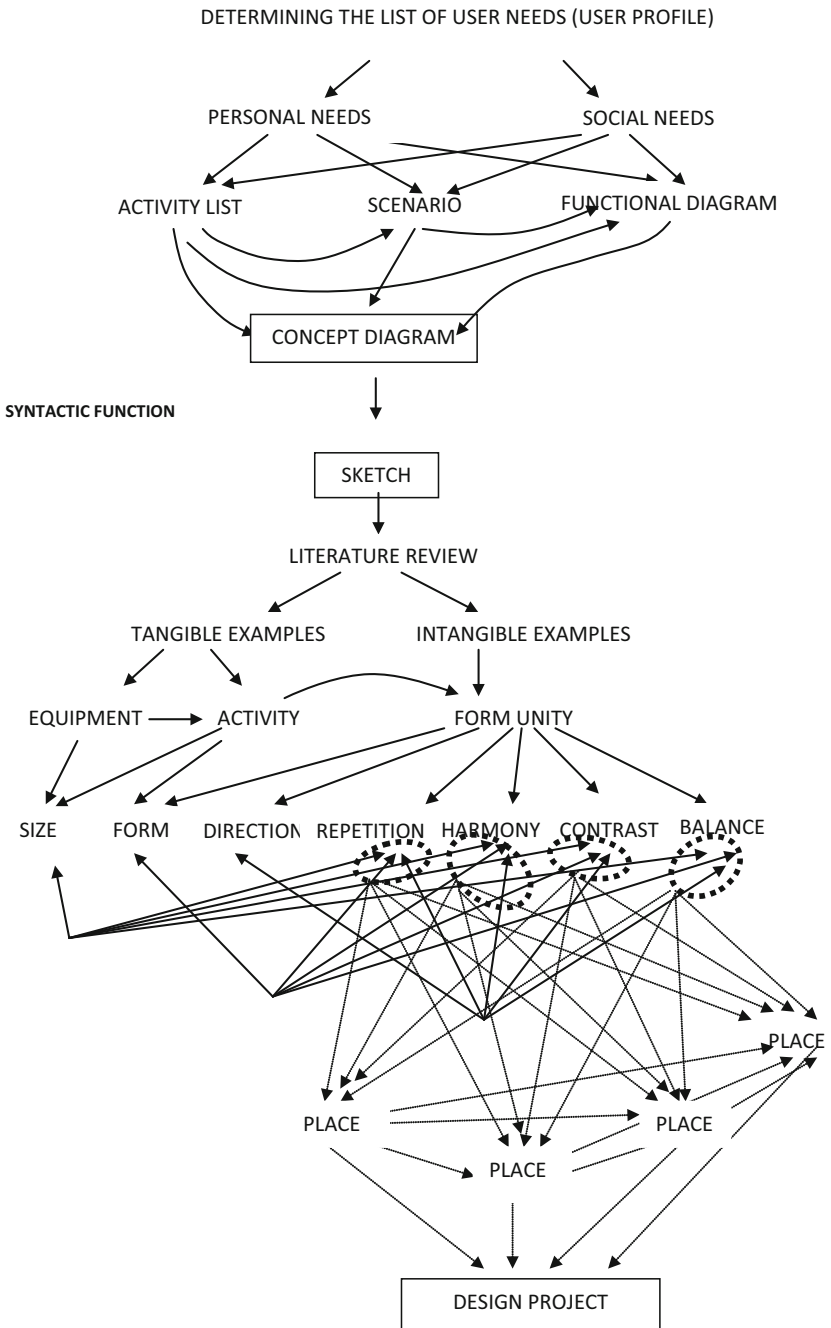 DETERMINING THE LIST OF USER NEEDS (USER PROFILE)
PERSONAL NEEDS
SOCIAL NEEDS
ACTIVITY LIST
SCENARIO
FUNCTIONAL DIAGRAM
CONCEPT DIAGRAM
SYNTACTIC FUNCTION
SKETCH
LITERATURE REVIEW
TANGIBLE EXAMPLES
INTANGIBLE EXAMPLES
EQUIPMENT
ACTIVITY
FORM UNITY
SIZE
FORM
DIRECTION
REPETITION
HARMONY
CONTRAST
BALANCE
PLACE
PLACE
PLACE
PLACE
DESIGN PROJECT